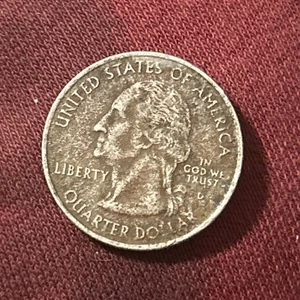 UNITED STATES OF AMERICA
LIBERTY
IN
GOD WE
TRUST
D
QUARTER DOLLAR